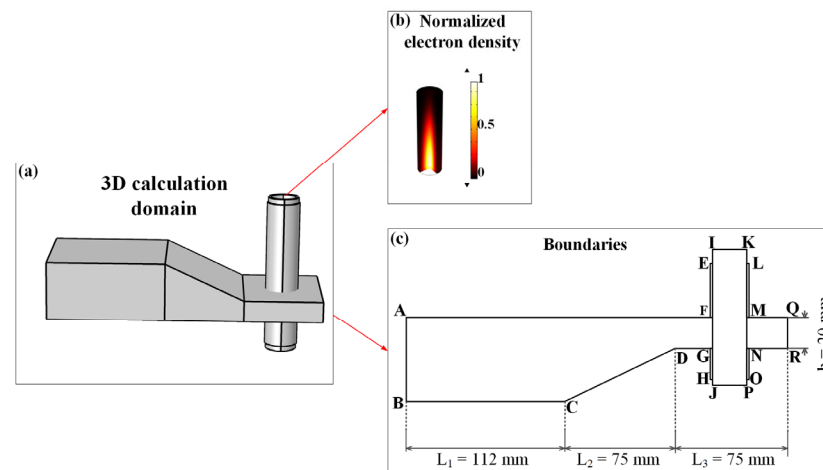 (a)
3D calculation
domain
(b)
Normalized
electron density
1
0.5
0
(c)
Boundaries
I K
E L
A F M Q
D G N R
H O
B C J P
L₁ = 112 mm L₂ = 75 mm L₃ = 75 mm